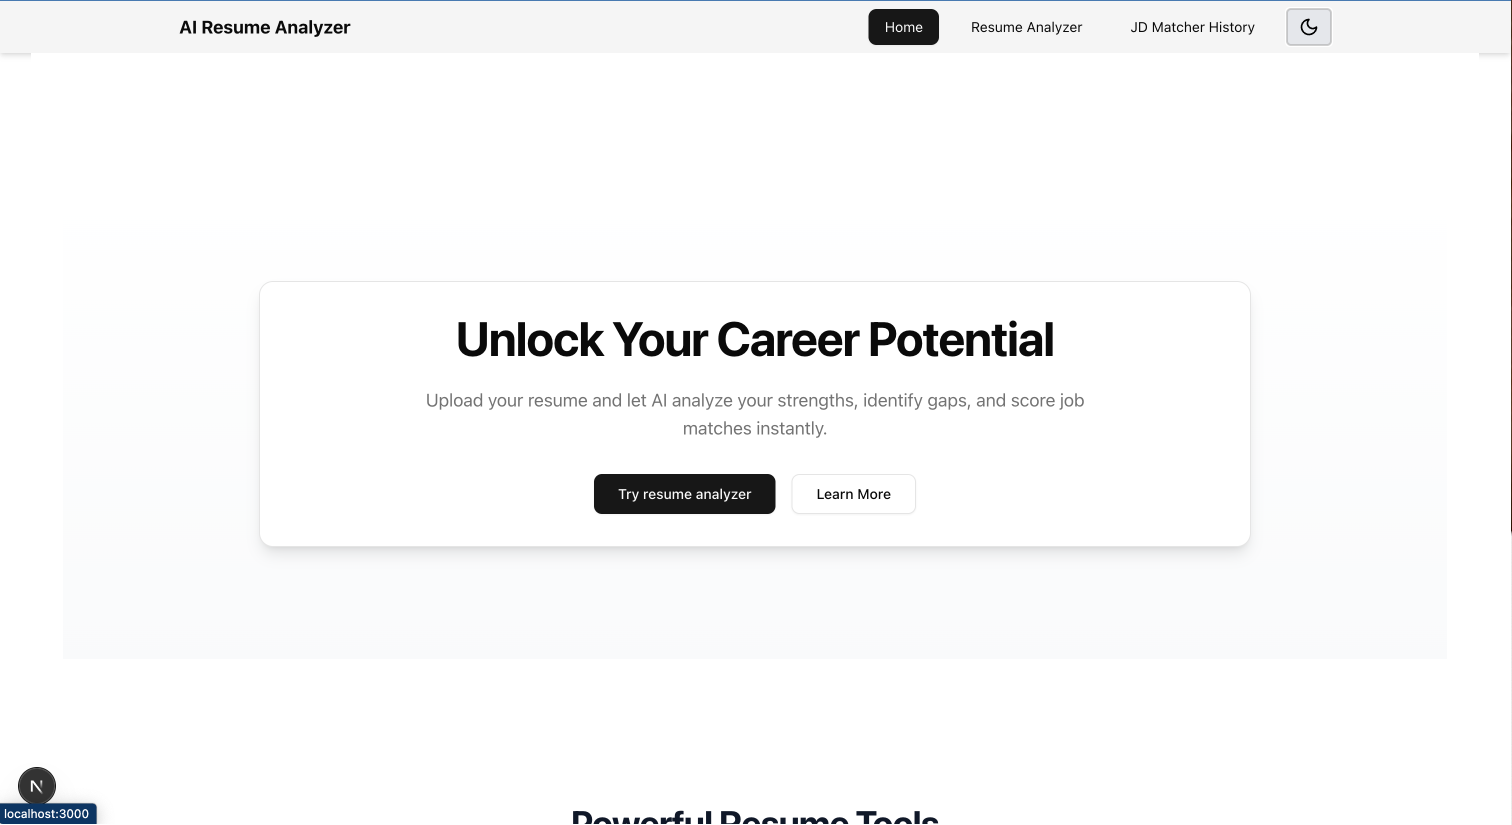 AI Resume Analyzer
Home
Resume Analyzer
JD Matcher History
Unlock Your Career Potential
Upload your resume and let AI analyze your strengths, identify gaps, and score job
matches instantly.
Try resume analyzer
Learn More
N
localhost:3000
Powerful Resume Tools